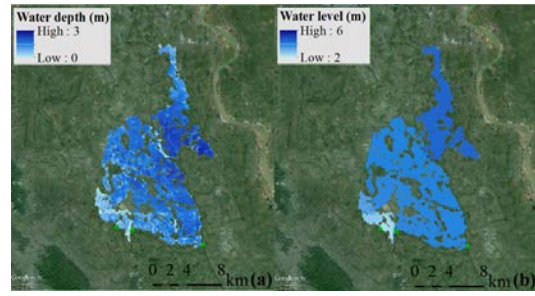 Water depth (m)
High : 3
Low : 0
0 2 4 8
km (a)
Water level (m)
High : 6
Low : 2
0 2 4 8
km (b)